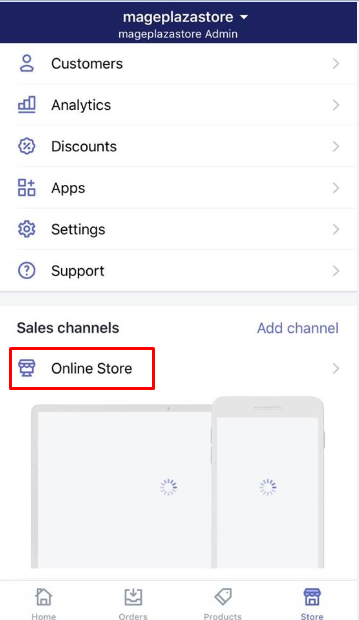 mageplazastore
mageplazastore Admin
Customers
Analytics
Discounts
Apps
Settings
Support
Sales channels
Add channel
Online Store
Home
Orders
Products
Store